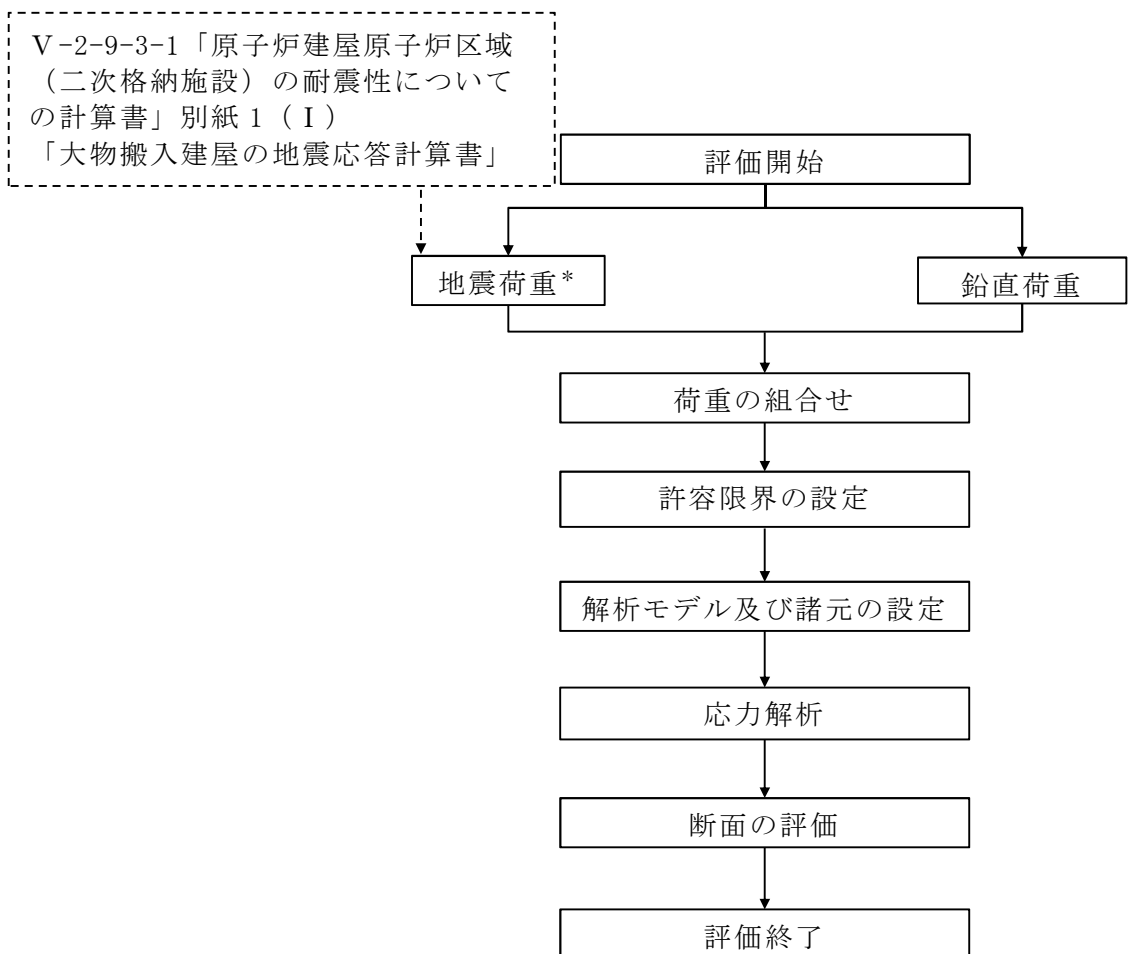 Ⅴ-2-9-3-1「原子炉建屋原子炉区域
（二次格納施設）の耐震性について
の計算書」別紙 1（Ⅰ）
「大物搬入建屋の地震応答計算書」
評価開始
地震荷重*
鉛直荷重
荷重の組合せ
許容限界の設定
解析モデル及び諸元の設定
応力解析
断面の評価
評価終了